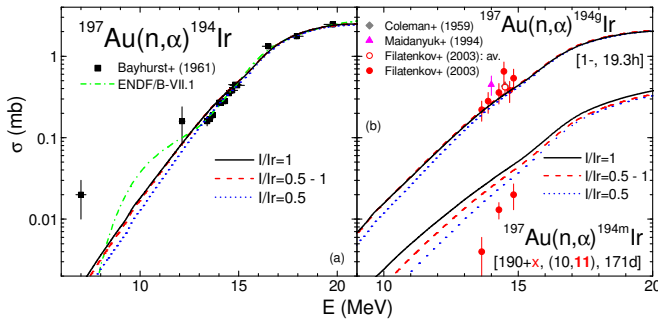 ¹⁹⁷Au(n,α)¹⁹⁴Ir
Bayhurst+ (1961)
ENDF/B-VII.1
I/Ir=1
I/Ir=0.5 - 1
I/Ir=0.5
(a)
σ (mb)
1
0.1
0.01
10
15
20
E (MeV)
¹⁹⁷Au(n,α)¹⁹⁴ᵍIr
Coleman+ (1959)
Maidanyuk+ (1994)
Filatenkov+ (2003): av.
Filatenkov+ (2003)
[1-, 19.3h]
(b)
I/Ir=1
I/Ir=0.5 - 1
I/Ir=0.5
¹⁹⁷Au(n,α)¹⁹⁴ᵐIr
[190+x, (10,11), 171d]
10
15
20
E (MeV)